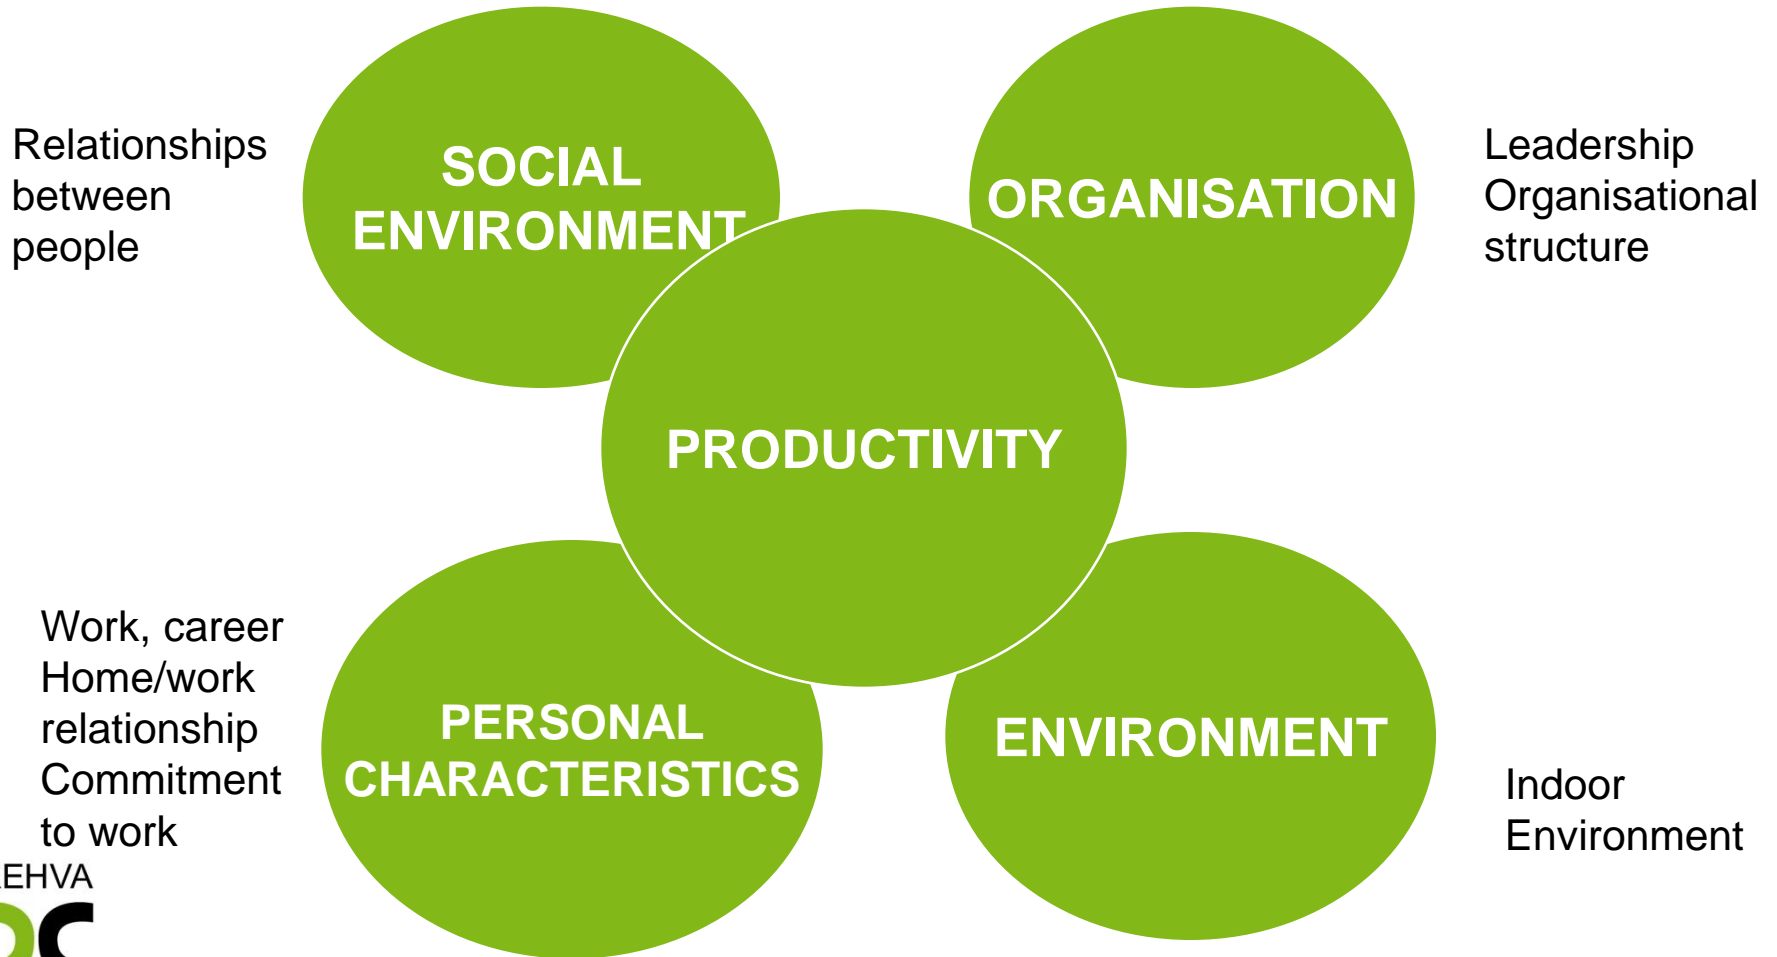 Relationships
between
people
SOCIAL
ENVIRONMENT
ORGANISATION
Leadership
Organisational
structure
PRODUCTIVITY
Work, career
Home/work
relationship
Commitment
to work
PERSONAL
CHARACTERISTICS
ENVIRONMENT
Indoor
Environment
EHVA